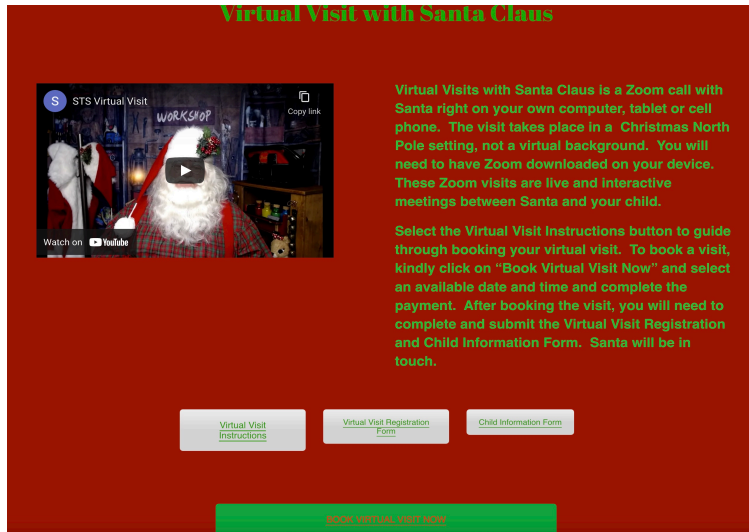 Virtual Visit with Santa Claus
S STS Virtual Visit
Copy link
WORKSHOP
Watch on YouTube
Virtual Visits with Santa Claus is a Zoom call with
Santa right on your own computer, tablet or cell
phone.  The visit takes place in a  Christmas North
Pole setting, not a virtual background.  You will
need to have Zoom downloaded on your device.
These Zoom visits are live and interactive
meetings between Santa and your child.
Select the Virtual Visit Instructions button to guide
through booking your virtual visit.  To book a visit,
kindly click on “Book Virtual Visit Now” and select
an available date and time and complete the
payment.  After booking the visit, you will need to
complete and submit the Virtual Visit Registration
and Child Information Form.  Santa will be in
touch.
Virtual Visit
Instructions
Virtual Visit Registration
Form
Child Information Form
BOOK VIRTUAL VISIT NOW